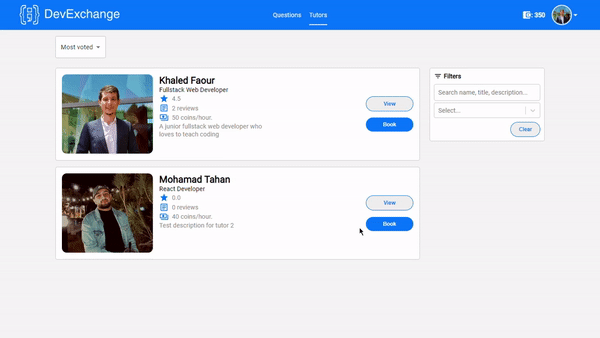 DevExchange
Questions
Tutors
: 350
Most voted
Khaled Faour
Fullstack Web Developer
4.5
2 reviews
50 coins/hour.
A junior fullstack web developer who
loves to teach coding
View
Book
Mohamad Tahan
React Developer
0.0
0 reviews
40 coins/hour.
Test description for tutor 2
View
Book
Filters
Search name, title, description...
Select...
Clear